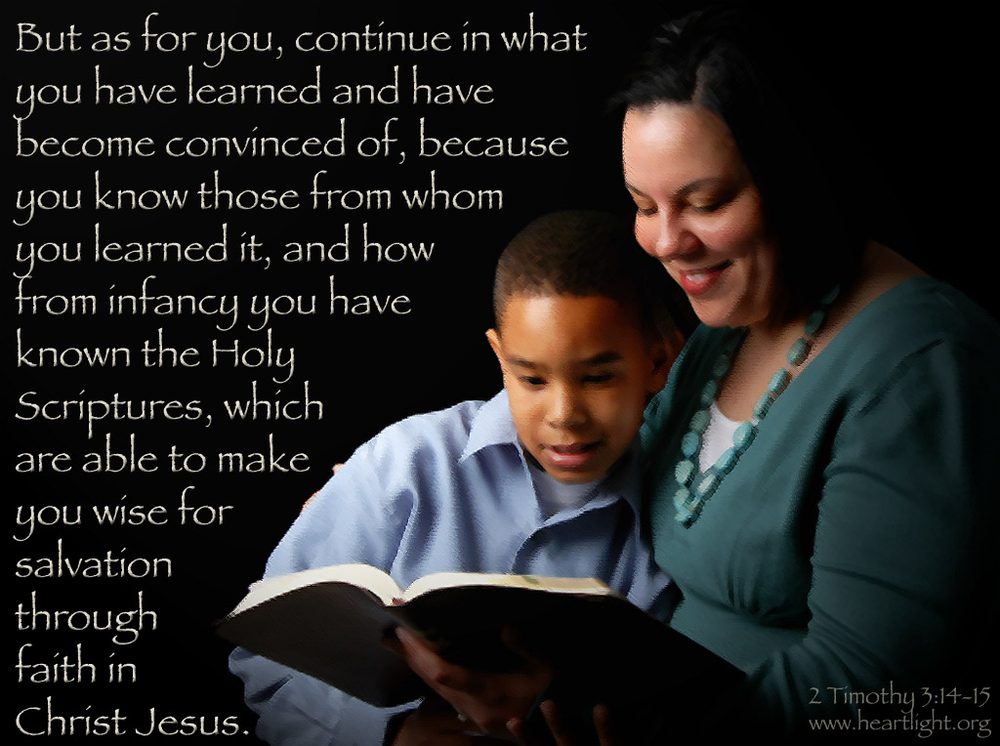 But as for you, continue in what
you have learned and have
become convinced of, because
you know those from whom
you learned it, and how
from infancy you have
known the Holy
Scriptures, which
are able to make
you wise for
salvation
through
faith in
Christ Jesus.
2 Timothy 3:14-15
www.heartlight.org